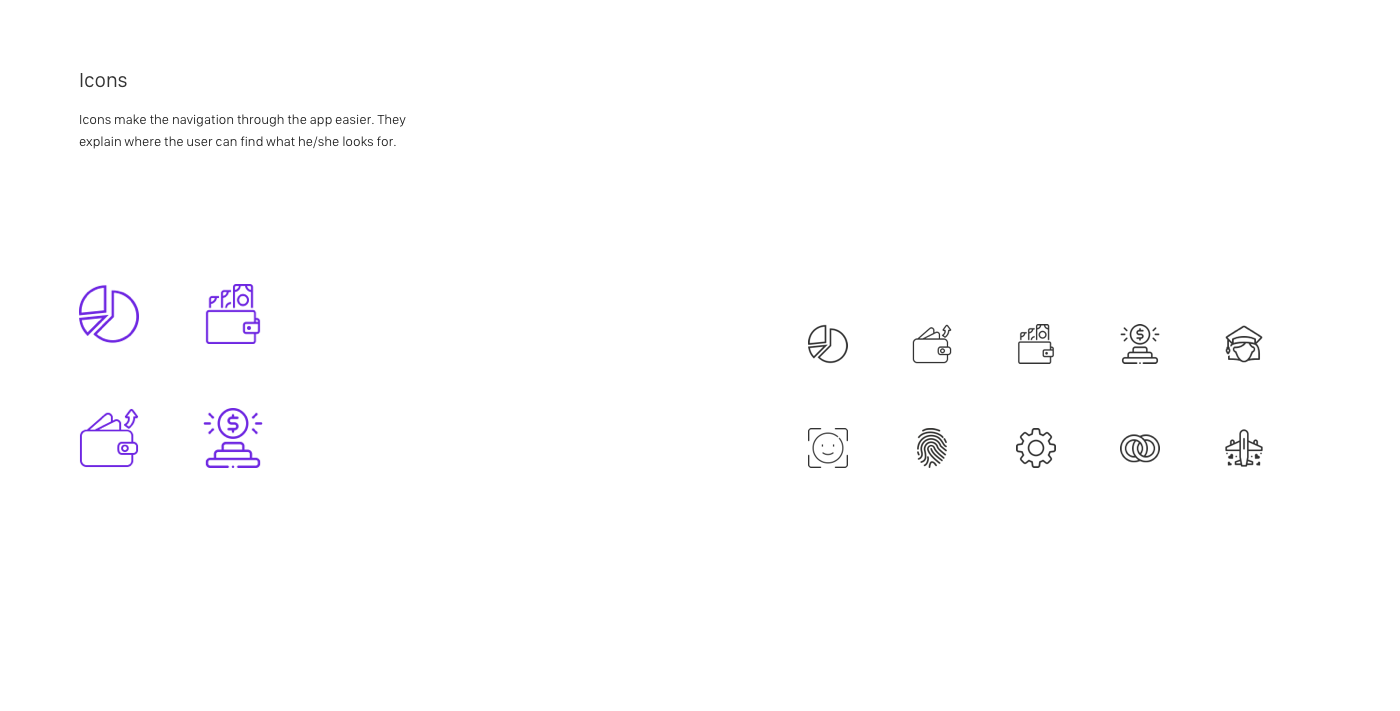 Icons
Icons make the navigation through the app easier. They
explain where the user can find what he/she looks for.